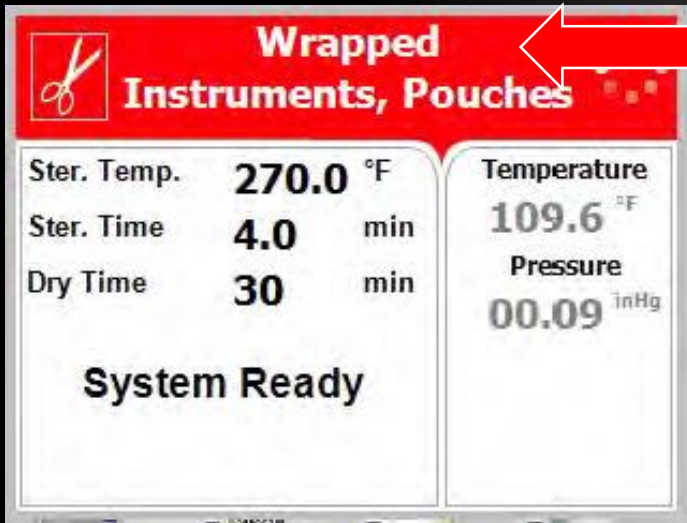 Wrapped
Instruments, Pouches
Ster. Temp. 270.0 °F
Ster. Time 4.0 min
Dry Time 30 min
System Ready
Temperature
109.6 °F
Pressure
00.09 inHg